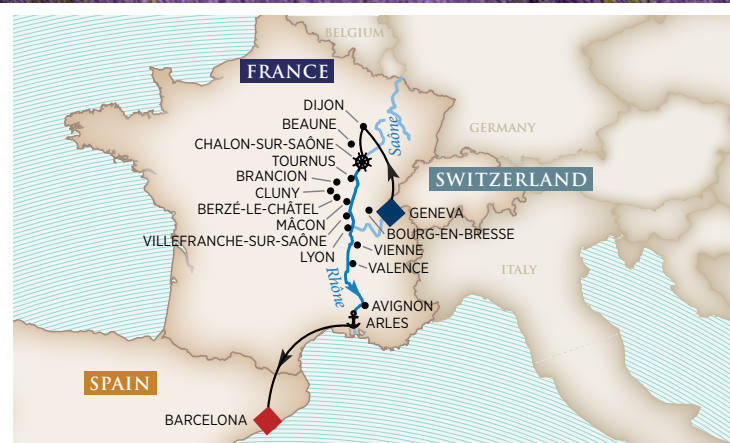 BELGIUM
FRANCE
DIJON
BEAUNE
Saône
CHALON-SUR-SAÔNE
GERMANY
TOURNUS
BRANCION
SWITZERLAND
CLUNY
BERZÉ-LE-CHÂTEL
GENEVA
MÂCON
BOURG-EN-BRESSE
VILLEFRANCHE-SUR-SAÔNE
VIENNE
LYON
VALENCE
ITALY
Rhône
AVIGNON
ARLES
SPAIN
BARCELONA